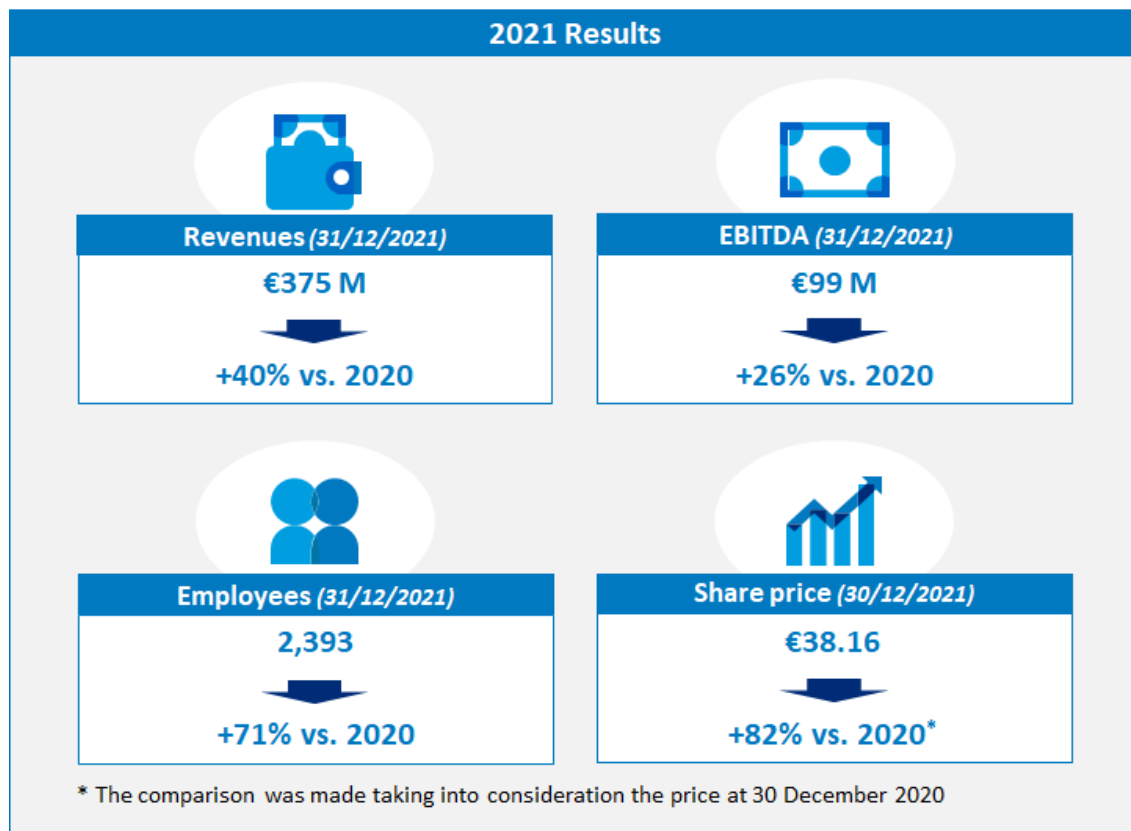 2021 Results
Revenues (31/12/2021)
€375 M
+40% vs. 2020
EBITDA (31/12/2021)
€99 M
+26% vs. 2020
Employees (31/12/2021)
2,393
+71% vs. 2020
Share price (30/12/2021)
€38.16
+82% vs. 2020*
* The comparison was made taking into consideration the price at 30 December 2020